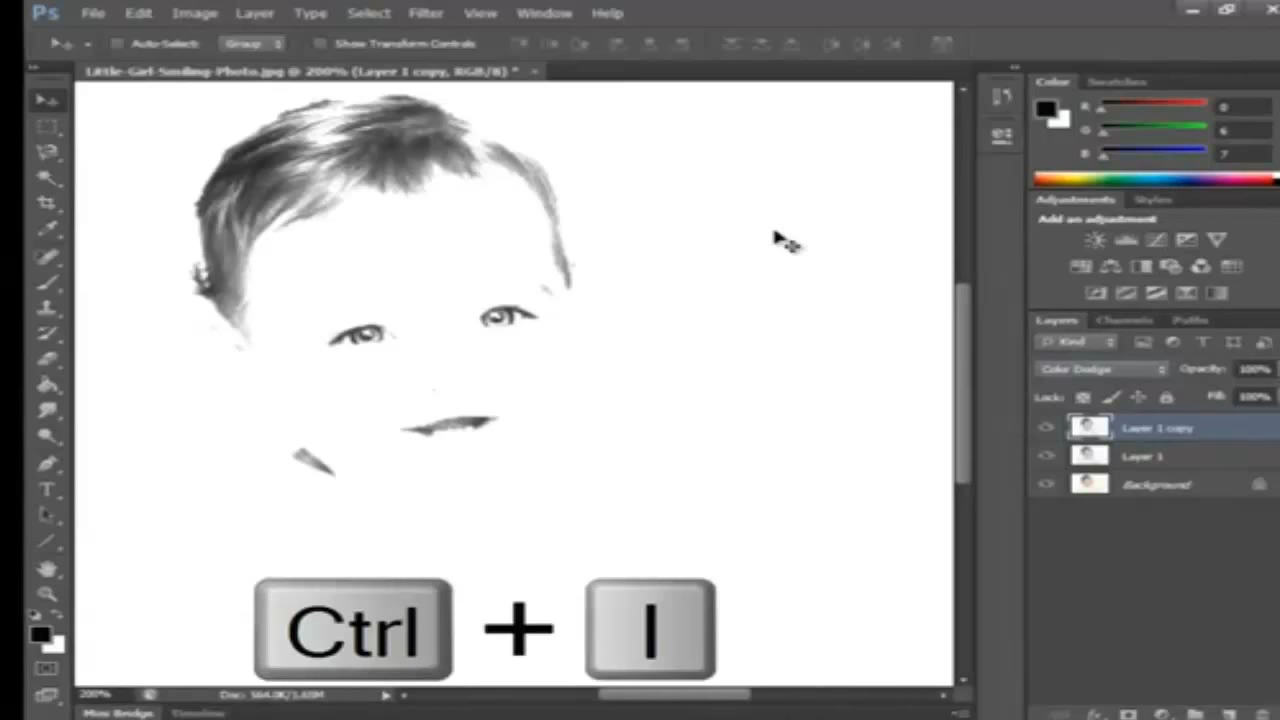 Ps File Edit Image Layer Type Select Filter View Window Help
Auto-Select: Group Show Transform Controls
Little-Girl-Smiling-Photo.jpg @ 200% (Layer 1 copy, RGB/8) *
Color Swatches
R 0
G 6
B 7
Adjustments Styles
Add an adjustment
Layers Channels Paths
Kind
Color Dodge Opacity: 100%
Lock: Fill: 100%
Layer 1 copy
Layer 1
Background
Ctrl + I
200% Doc: 564.0K/1.65M
Mini Bridge Timeline